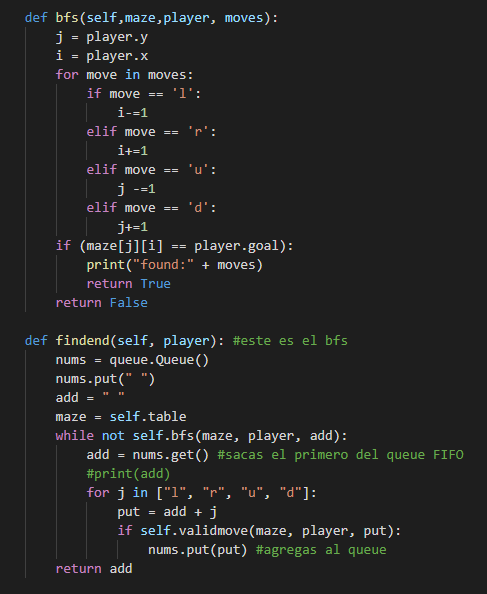 def bfs(self,maze,player, moves):
    j = player.y
    i = player.x
    for move in moves:
        if move == 'l':
            i-=1
        elif move == 'r':
            i+=1
        elif move == 'u':
            j -=1
        elif move == 'd':
            j+=1
    if (maze[j][i] == player.goal):
        print("found:" + moves)
        return True
    return False

def findend(self, player): #este es el bfs
    nums = queue.Queue()
    nums.put(" ")
    add = " "
    maze = self.table
    while not self.bfs(maze, player, add):
        add = nums.get() #sacas el primero del queue FIFO
        #print(add)
        for j in ["l", "r", "u", "d"]:
            put = add + j
            if self.validmove(maze, player, put):
                nums.put(put) #agregas al queue
    return add